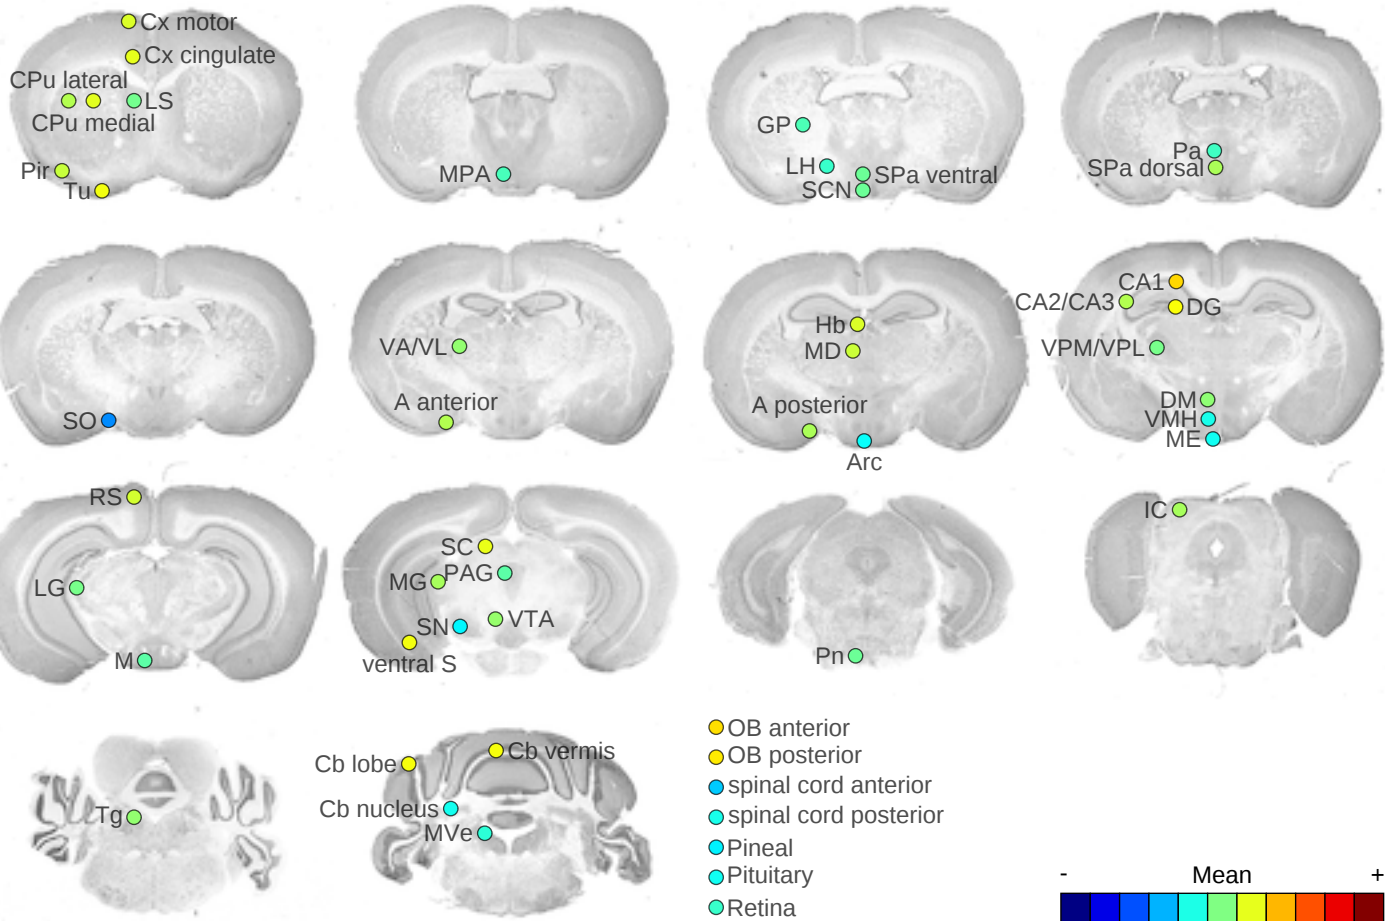 Cx motor
Cx cingulate
CPu lateral
LS
CPu medial
Pir
Tu
MPA
GP
LH
SPa ventral
SCN
Pa
SPa dorsal
SO
VA/VL
A anterior
Hb
MD
A posterior
Arc
CA1
CA2/CA3
DG
VPM/VPL
DM
VMH
ME
RS
LG
M
SC
MG
PAG
SN
VTA
ventral S
Pn
IC
Tg
Cb lobe
Cb vermis
Cb nucleus
MVe
OB anterior
OB posterior
spinal cord anterior
spinal cord posterior
Pineal
Pituitary
Retina
- Mean +